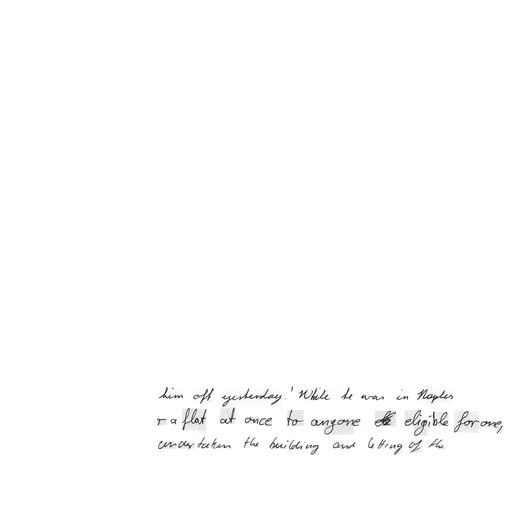 him off yesterday.' While he was in Naples
a flat at once to anyone eligible for one,
undertaken the building and letting of the